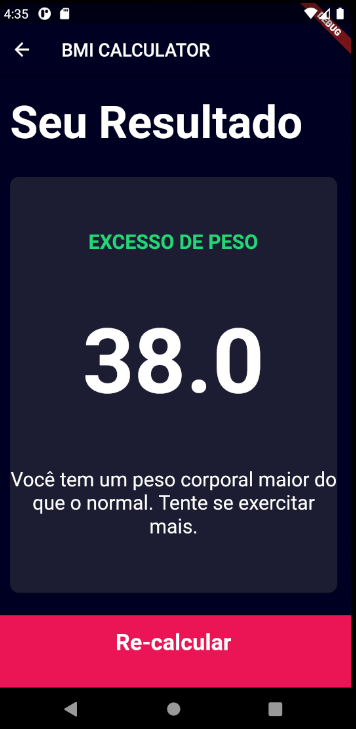 4:35
DEBUG
BMI CALCULATOR
Seu Resultado
EXCESSO DE PESO
38.0
Você tem um peso corporal maior do
que o normal. Tente se exercitar
mais.
Re-calcular